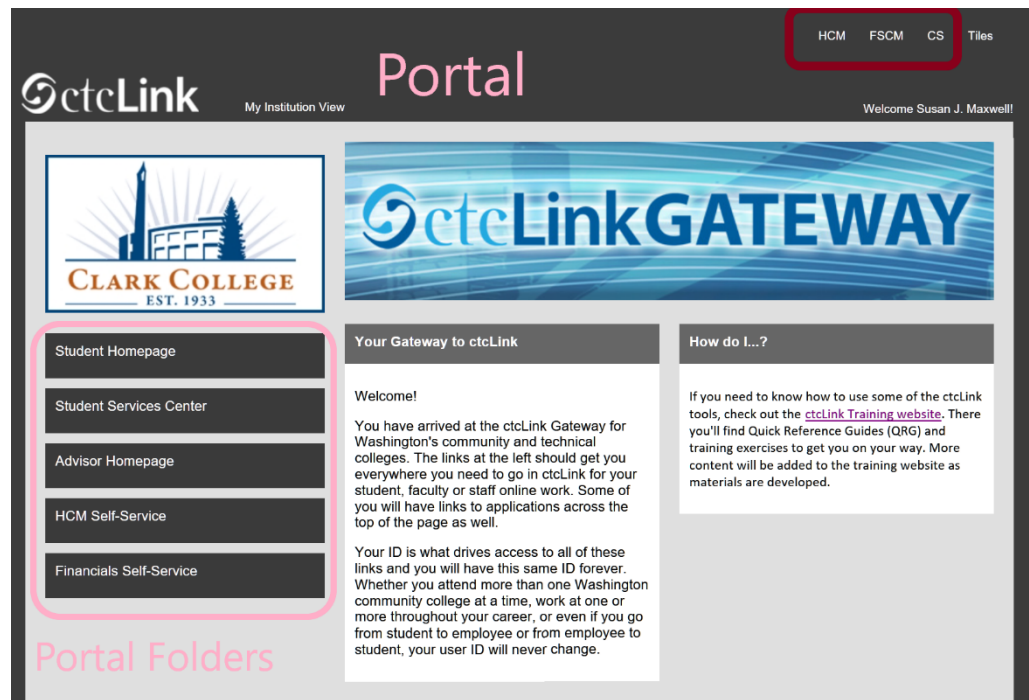 HCM FSCM CS Tiles
Portal
ctcLink
My Institution View
Welcome Susan J. Maxwell!
CLARK COLLEGE
EST. 1933
ctcLinkGATEWAY
Student Homepage
Student Services Center
Advisor Homepage
HCM Self-Service
Financials Self-Service
Portal Folders
Your Gateway to ctcLink
Welcome!
You have arrived at the ctcLink Gateway for
Washington's community and technical
colleges. The links at the left should get you
everywhere you need to go in ctcLink for your
student, faculty or staff online work. Some of
you will have links to applications across the
top of the page as well.
Your ID is what drives access to all of these
links and you will have this same ID forever.
Whether you attend more than one Washington
community college at a time, work at one or
more throughout your career, or even if you go
from student to employee or from employee to
student, your user ID will never change.
How do I...?
If you need to know how to use some of the ctcLink
tools, check out the ctcLink Training website. There
you'll find Quick Reference Guides (QRG) and
training exercises to get you on your way. More
content will be added to the training website as
materials are developed.